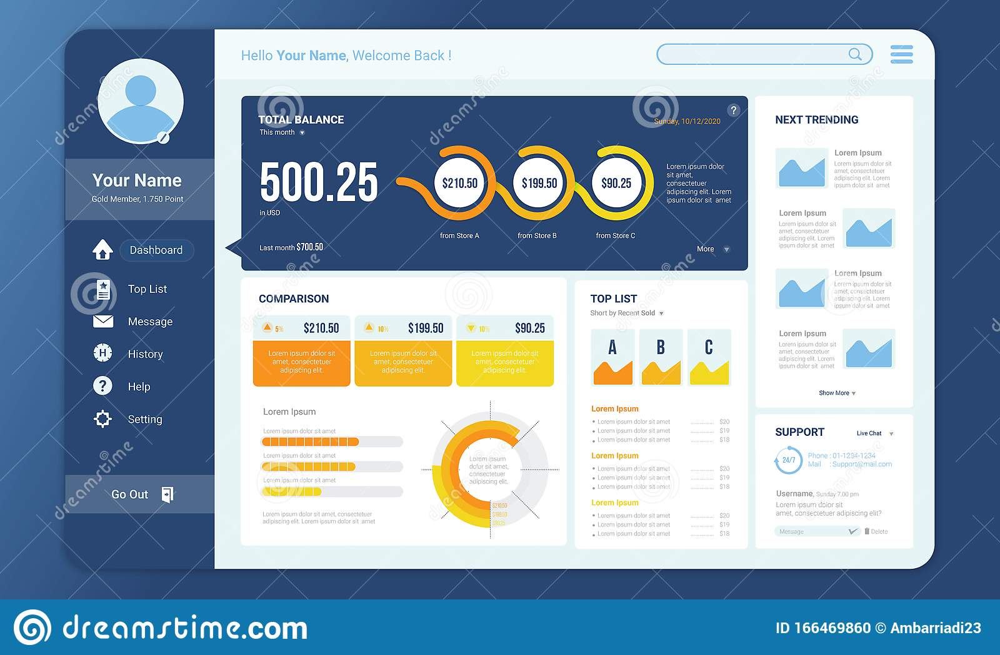 Hello Your Name, Welcome Back !
Your Name
Gold Member, 1.750 Point
Dashboard
Top List
Message
H
History
?
Help
Setting
Go Out
TOTAL BALANCE
This month
?
Sunday, 10/12/2020
500.25
in USD
Last month $700.50
$210.50
$199.50
$90.25
from Store A
from Store B
from Store C
Lorem ipsum dolor
sit amet,
consectetuer
adipiscing elit. Lorem
ipsum dolor sit amet
More
COMPARISON
5%
$210.50
10%
$199.50
10%
$90.25
Lorem ipsum dolor sit
amet, consectetuer
adipiscing elit.
Lorem ipsum dolor sit
amet, consectetuer
adipiscing elit.
Lorem ipsum dolor sit
amet, consectetuer
adipiscing elit.
Lorem Ipsum
Lorem ipsum dolor sit amet
Lorem ipsum dolor sit amet
Lorem ipsum dolor sit amet
Lorem ipsum dolor sit amet, consectetuer
adipiscing elit. Lorem ipsum dolor sit amet
Lorem ipsum
dolor sit amet,
consectetuer
adipiscing elit.
$210.50
$199.50
$90.25
TOP LIST
Short by Recent Sold
A
B
C
Lorem Ipsum
• Lorem ipsum dolor sit amet .............. $20
• Lorem ipsum dolor sit amet .............. $19
• Lorem ipsum dolor sit amet .............. $18
Lorem Ipsum
• Lorem ipsum dolor sit amet .............. $20
• Lorem ipsum dolor sit amet .............. $19
• Lorem ipsum dolor sit amet .............. $18
Lorem Ipsum
• Lorem ipsum dolor sit amet .............. $20
• Lorem ipsum dolor sit amet .............. $19
• Lorem ipsum dolor sit amet .............. $18
NEXT TRENDING
Lorem Ipsum
Lorem ipsum dolor sit
amet, consectetuer
adipiscing elit. Lorem
ipsum dolor sit amet
Lorem Ipsum
Lorem ipsum dolor sit
amet, consectetuer
adipiscing elit. Lorem
ipsum dolor sit amet
Lorem Ipsum
Lorem ipsum dolor sit
amet, consectetuer
adipiscing elit. Lorem
ipsum dolor sit amet
Lorem Ipsum
Lorem ipsum dolor sit
amet, consectetuer
adipiscing elit. Lorem
ipsum dolor sit amet
Show More
SUPPORT
Live Chat
24/7
Phone : 01-1234-1234
Mail : Support@mail.com
Username, Sunday 7.00 pm
Lorem ipsum dolor sit
amet, consectetuer adipiscing elit?
Message
Delete
dreamstime
dreamstime
dreamstime
dreamstime
dreamstime
dreamstime
dreamstime
dreamstime
dreamstime.com
ID 166469860 © Ambarriadi23